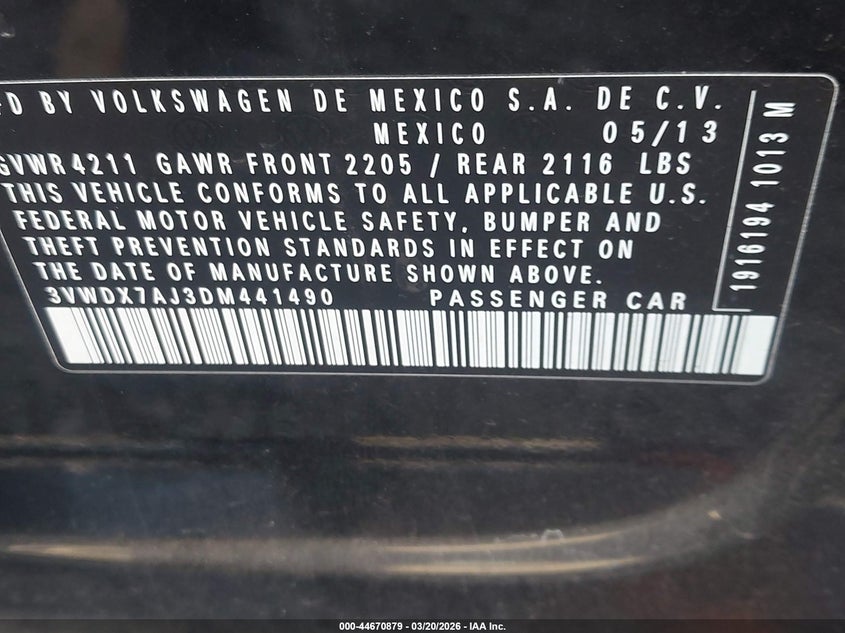 D BY VOLKSWAGEN DE MEXICO S.A. DE C.V.
MEXICO 05/13
GVWR 4211 GAWR FRONT 2205 / REAR 2116 LBS
THIS VEHICLE CONFORMS TO ALL APPLICABLE U.S.
FEDERAL MOTOR VEHICLE SAFETY, BUMPER AND
THEFT PREVENTION STANDARDS IN EFFECT ON
THE DATE OF MANUFACTURE SHOWN ABOVE.
3VWDX7AJ3DM441490 PASSENGER CAR
1916194 1013 M
000-44670879 - 03/20/2026 - IAA Inc.